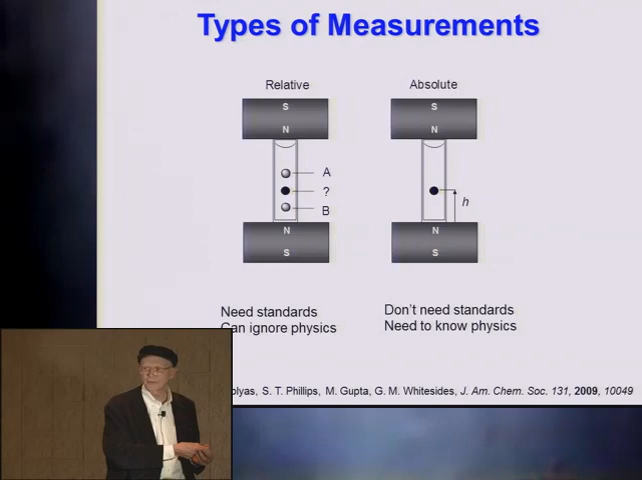 Types of Measurements
Relative
Absolute
S
N
S
N
A
?
B
h
N
S
N
S
Need standards
Can ignore physics
Don't need standards
Need to know physics
S. T. Phillips, M. Gupta, G. M. Whitesides, J. Am. Chem. Soc. 131, 2009, 10049